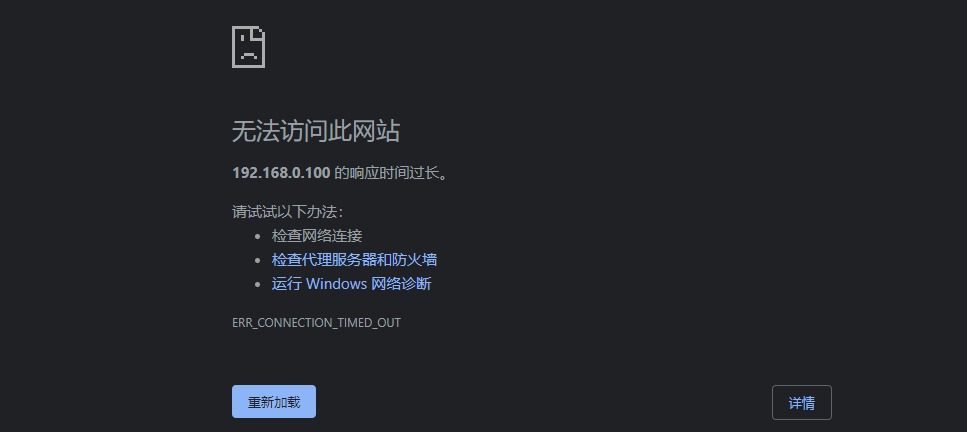 无法访问此网站
192.168.0.100 的响应时间过长。
请试试以下办法：
检查网络连接
检查代理服务器和防火墙
运行 Windows 网络诊断
ERR_CONNECTION_TIMED_OUT
重新加载
详情